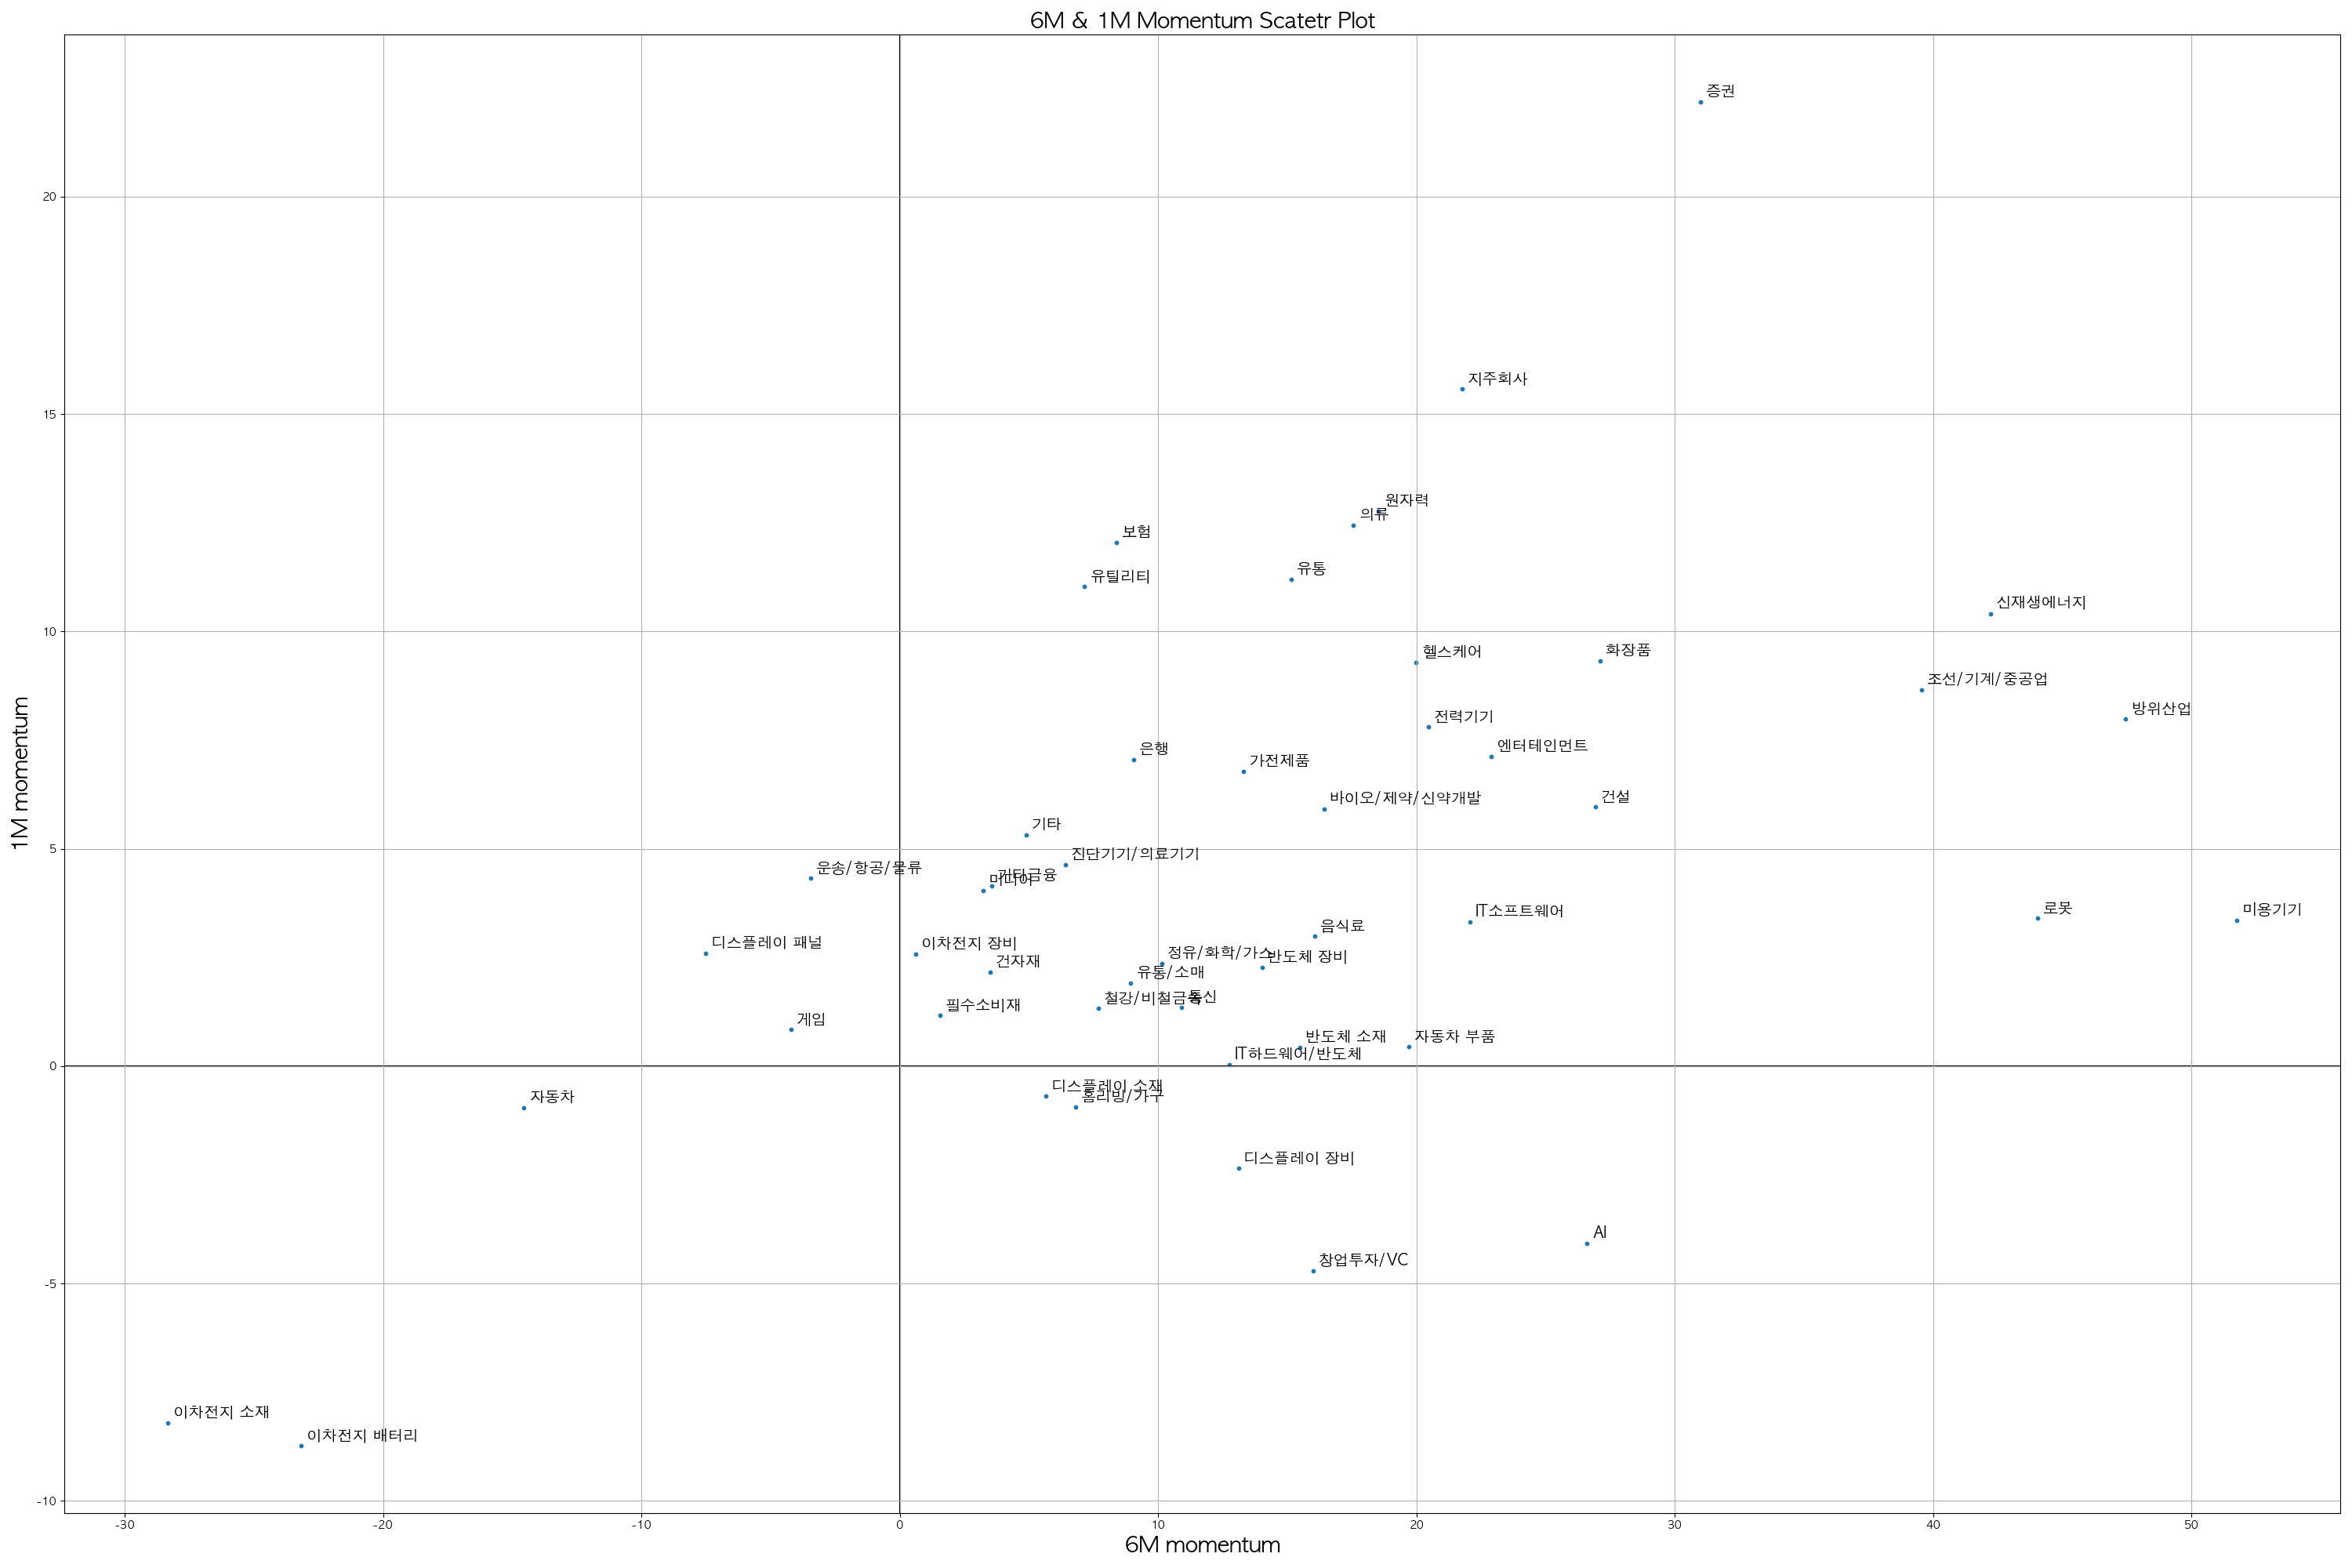 6M & 1M Momentum Scatetr Plot
증권
20
지주회사
15
원자력
의류
보험
유통
유틸리티
신재생에너지
10
화장품
헬스케어
조선/기계/중공업
방위산업
전력기기
엔터테인먼트
은행
가전제품
바이오/제약/신약개발
건설
기타
5
진단기기/의료기기
운송/항공/물류
기타금융
미디어
로봇
미용기기
IT소프트웨어
음식료
디스플레이 패널
이차전지 장비
정유/화학/가스
반도체 장비
건자재
유통/소매
철강/비철금속
통신
필수소비재
게임
반도체 소재
자동차 부품
IT하드웨어/반도체
0
디스플레이 소재
홈리빙/가구
자동차
디스플레이 장비
AI
창업투자/VC
-5
이차전지 소재
이차전지 배터리
-10
-30 -20 -10 0 10 20 30 40 50
6M momentum
1M momentum